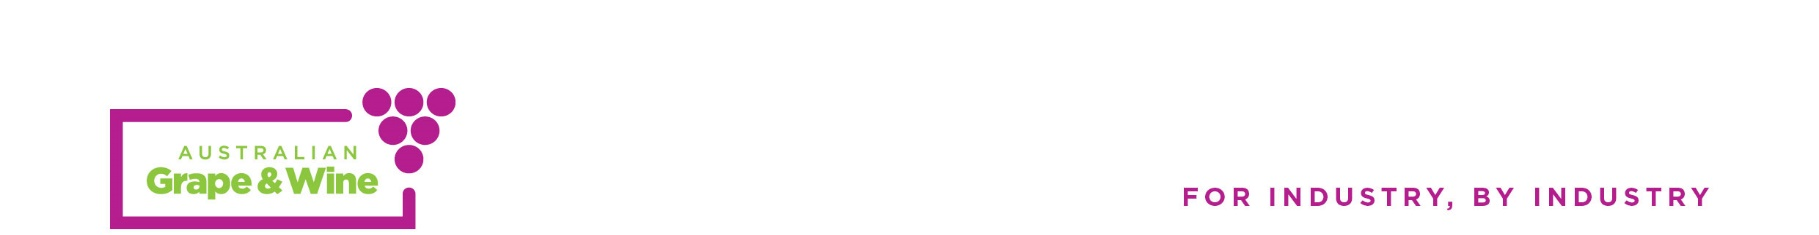 AUSTRALIAN
Grape & Wine
FOR INDUSTRY, BY INDUSTRY